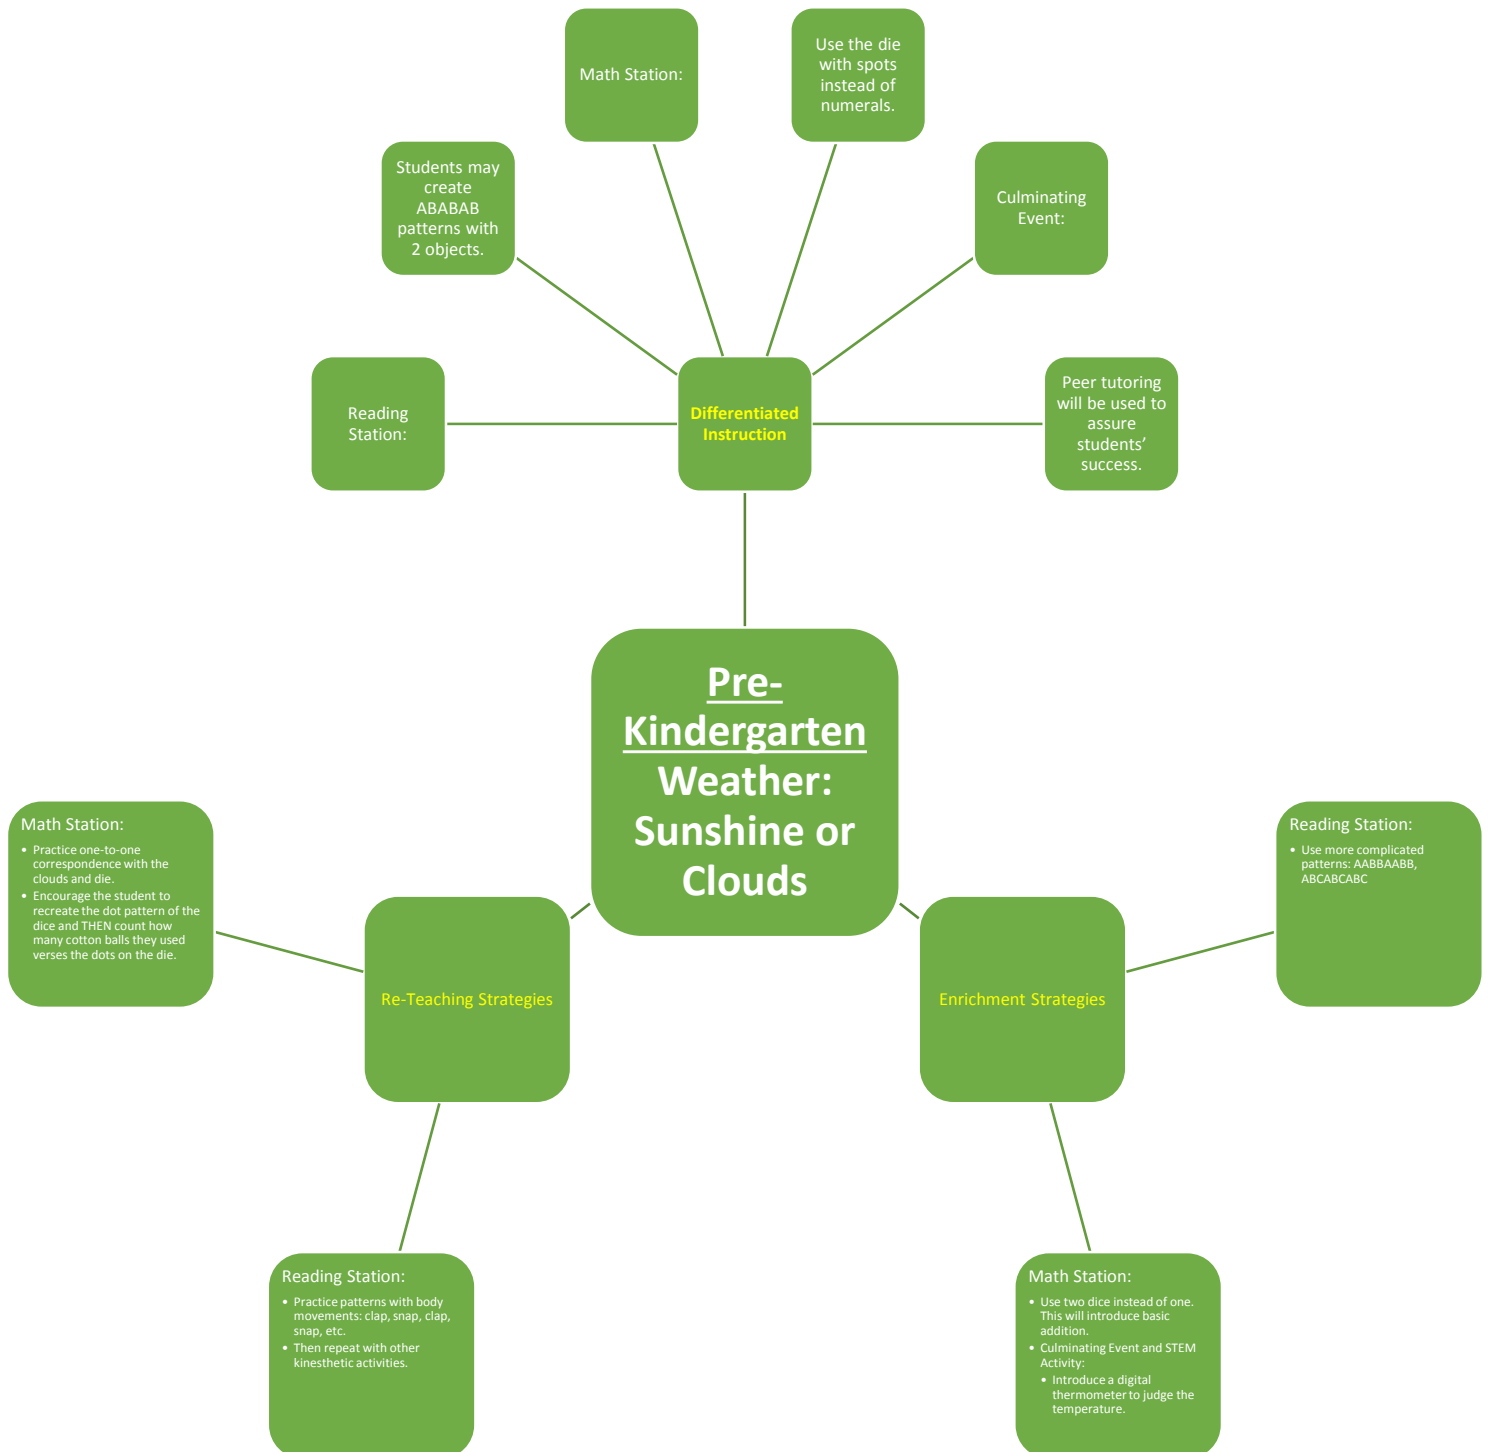 Math Station:
Use the die
with spots
instead of
numerals.
Students may
create
ABABAB
patterns with
2 objects.
Culminating
Event:
Reading
Station:
Differentiated
Instruction
Peer tutoring
will be used to
assure
students’
success.
Pre-
Kindergarten
Weather:
Sunshine or
Clouds
Math Station:
• Practice one-to-one
correspondence with the
clouds and die.
• Encourage the student to
recreate the dot pattern of the
dice and THEN count how
many cotton balls they used
verses the dots on the die.
Re-Teaching Strategies
Enrichment Strategies
Reading Station:
• Use more complicated
patterns: AABBAABB,
ABCABCABC
Reading Station:
• Practice patterns with body
movements: clap, snap, clap,
snap, etc.
• Then repeat with other
kinesthetic activities.
Math Station:
• Use two dice instead of one.
This will introduce basic
addition.
• Culminating Event and STEM
Activity:
• Introduce a digital
thermometer to judge the
temperature.